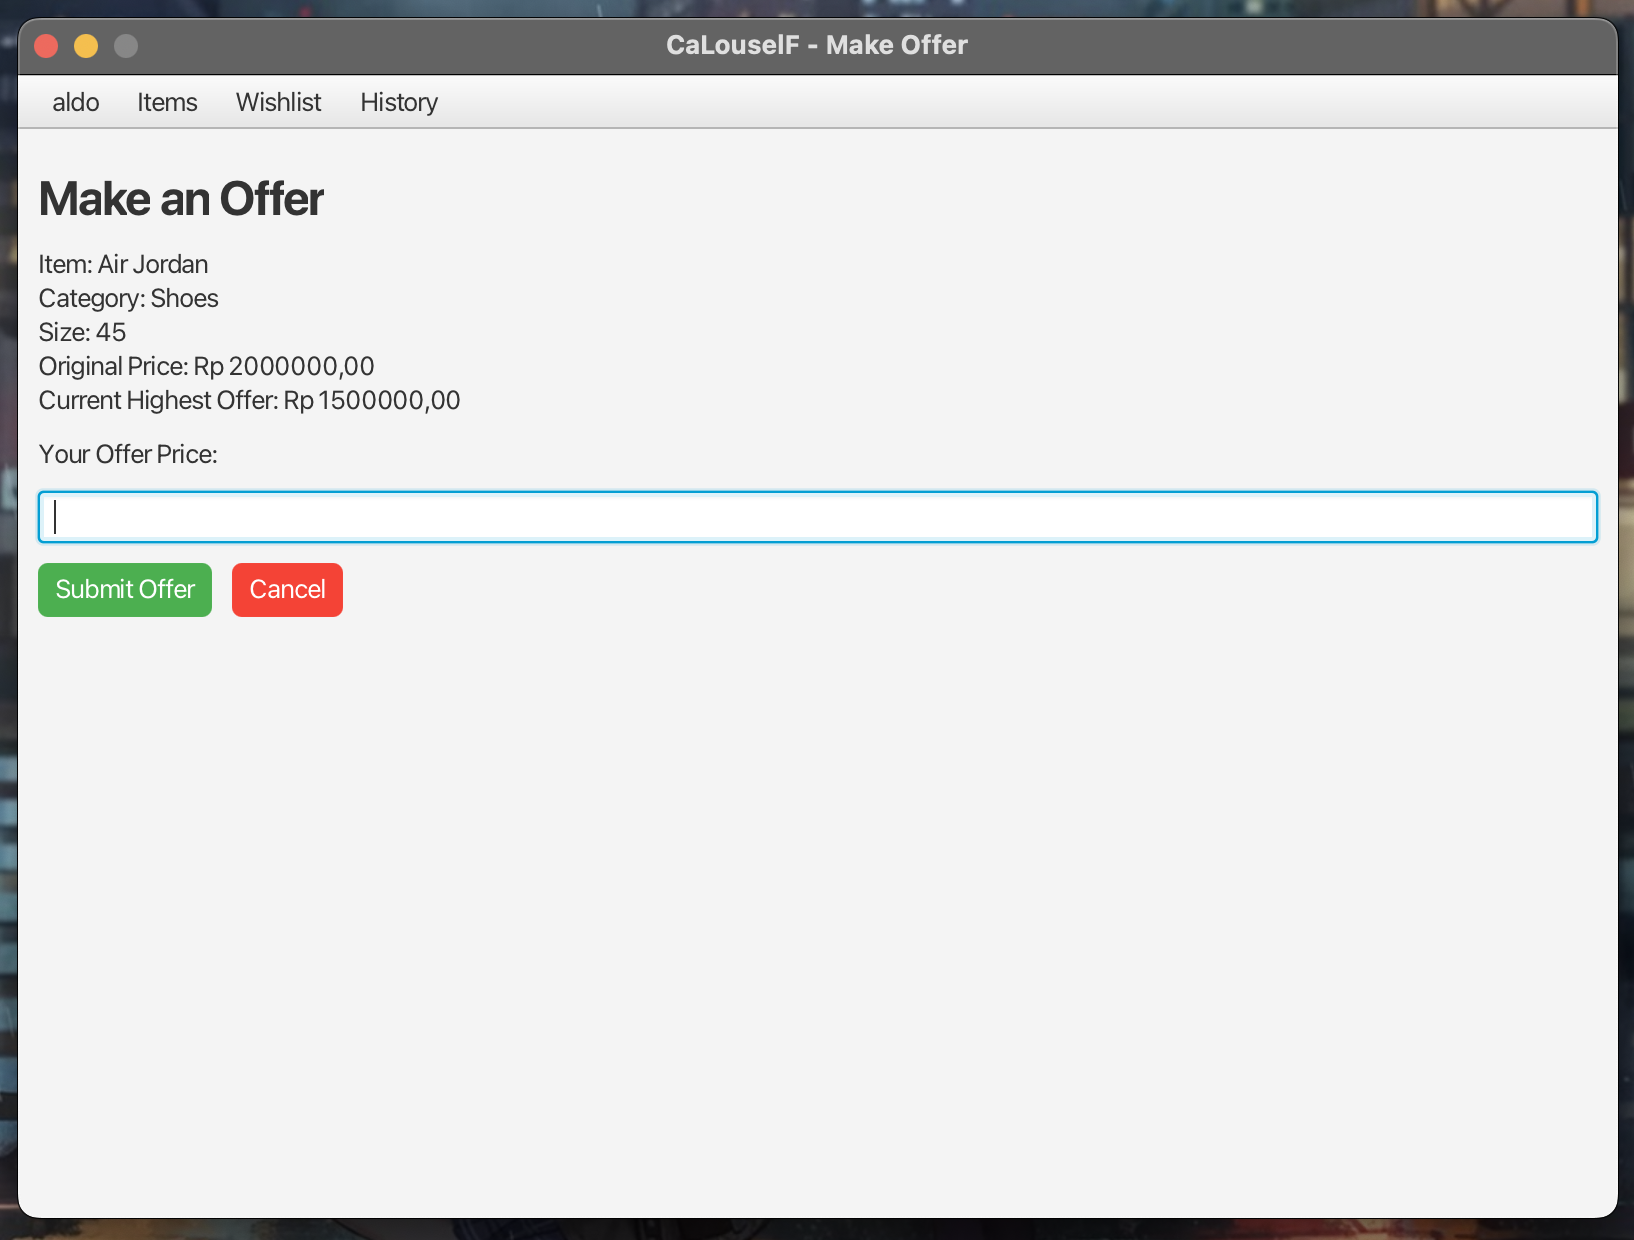 CaLouselF - Make Offer
aldo Items Wishlist History
Make an Offer
Item: Air Jordan
Category: Shoes
Size: 45
Original Price: Rp 2000000,00
Current Highest Offer: Rp 1500000,00
Your Offer Price:
Submit Offer Cancel